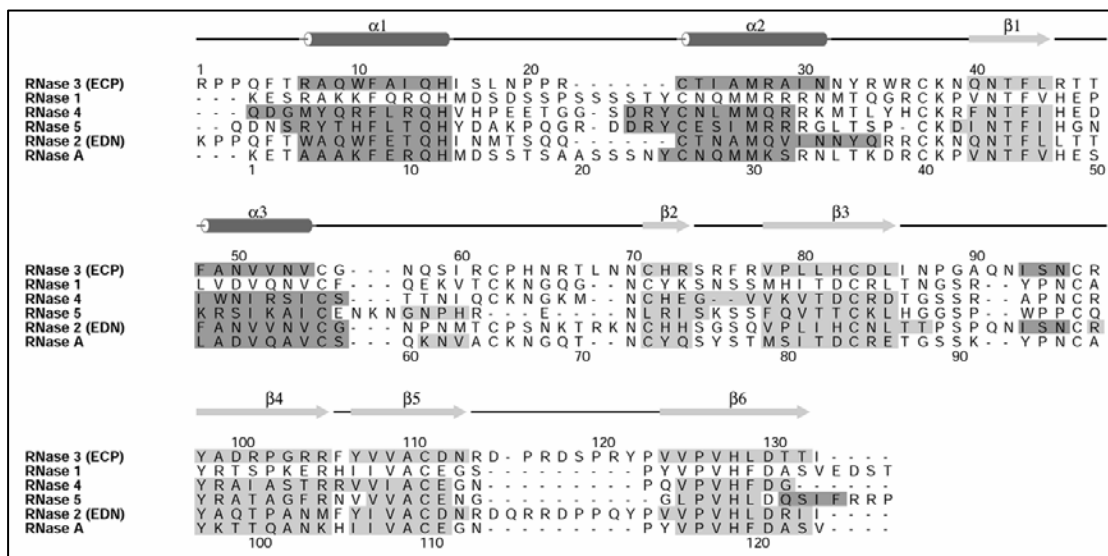 α1 α2 β1
1 10 20 30 40
RNase 3 (ECP) RPPQFTRAQWFAIQHISLNPPR------CTIAMRAINNYRWRCKNQNTFLRTT
RNase 1 ---KESRAKKFQRQHMDSDSSPSSSSTYCNQMMRRRNMTQGRCKPVNTFVHEP
RNase 4 ---QDGMYQRFLRQHVHPEETGG-SDRYCNLMMQRRKMTLYHCKRFNTFIHED
RNase 5 --QDNSRYTHFLTQHYDAKPQGR-DDRYCESIMRRRGLTSP-CKDINTFIHGN
RNase 2 (EDN) KPPQFTWAQWFETQHINMTSQQ------CTNAMQVINNYQRRCKNQNTFLLTT
RNase A ---KETAAAKFERQHMDSSTSAASSSNYCNQMMKSRNLTKDRCKPVNTFVHES
1 10 20 30 40 50
α3 β2 β3
50 60 70 80 90
RNase 3 (ECP) FANVVNVCG---NQSIRCPHNRTLNNCHRSRFRVPLLHCDLINPGAQNISNCR
RNase 1 LVDVQNVCF---QEKVTCKNGQG---NCYKSNSSMHITDCRLTNGSR--YPNCA
RNase 4 IWNIRSICS---TTNIQCKNGKM---NCHEG-VVKVTDCRDTGSSR--APNCR
RNase 5 KRSIKAICENKNGNPHR--E------NLRISKSSFQVTTCKLHGGSP--WPPCQ
RNase 2 (EDN) FANVVNVCG---NPNMTCPSNKTRKNCHHSGSQVPLIHCNLTTPSPQNISNCR
RNase A LADVQAVCS---QKNVACKNGQT---NCYQSYSTMSITDCRETGSSK--YPNCA
60 70 80 90
β4 β5 β6
100 110 120 130
RNase 3 (ECP) YADRPGRRFYVVACDNRD-PRDSPRYPVVPVHLDTTI----
RNase 1 YRTSPKERHIIVACEGS---------PYVPVHFDASVEDST
RNase 4 YRAIASTRRVVIACEGN---------PQVPVHFDG------
RNase 5 YRATAGFRNVVVACENG---------LPVHLDQSIFRRP
RNase 2 (EDN) YAQTPANMFYIVACDNRDQRRDPPQYPVVPVHLDRII----
RNase A YKTTQANKHIIVACEGN---------PYVPVHFDASV----
100 110 120